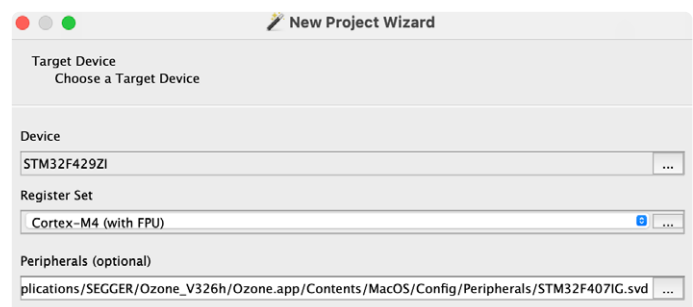 New Project Wizard
Target Device
Choose a Target Device
Device
STM32F429ZI
...
Register Set
Cortex-M4 (with FPU)
...
Peripherals (optional)
plications/SEGGER/Ozone_V326h/Ozone.app/Contents/MacOS/Config/Peripherals/STM32F407IG.svd
...